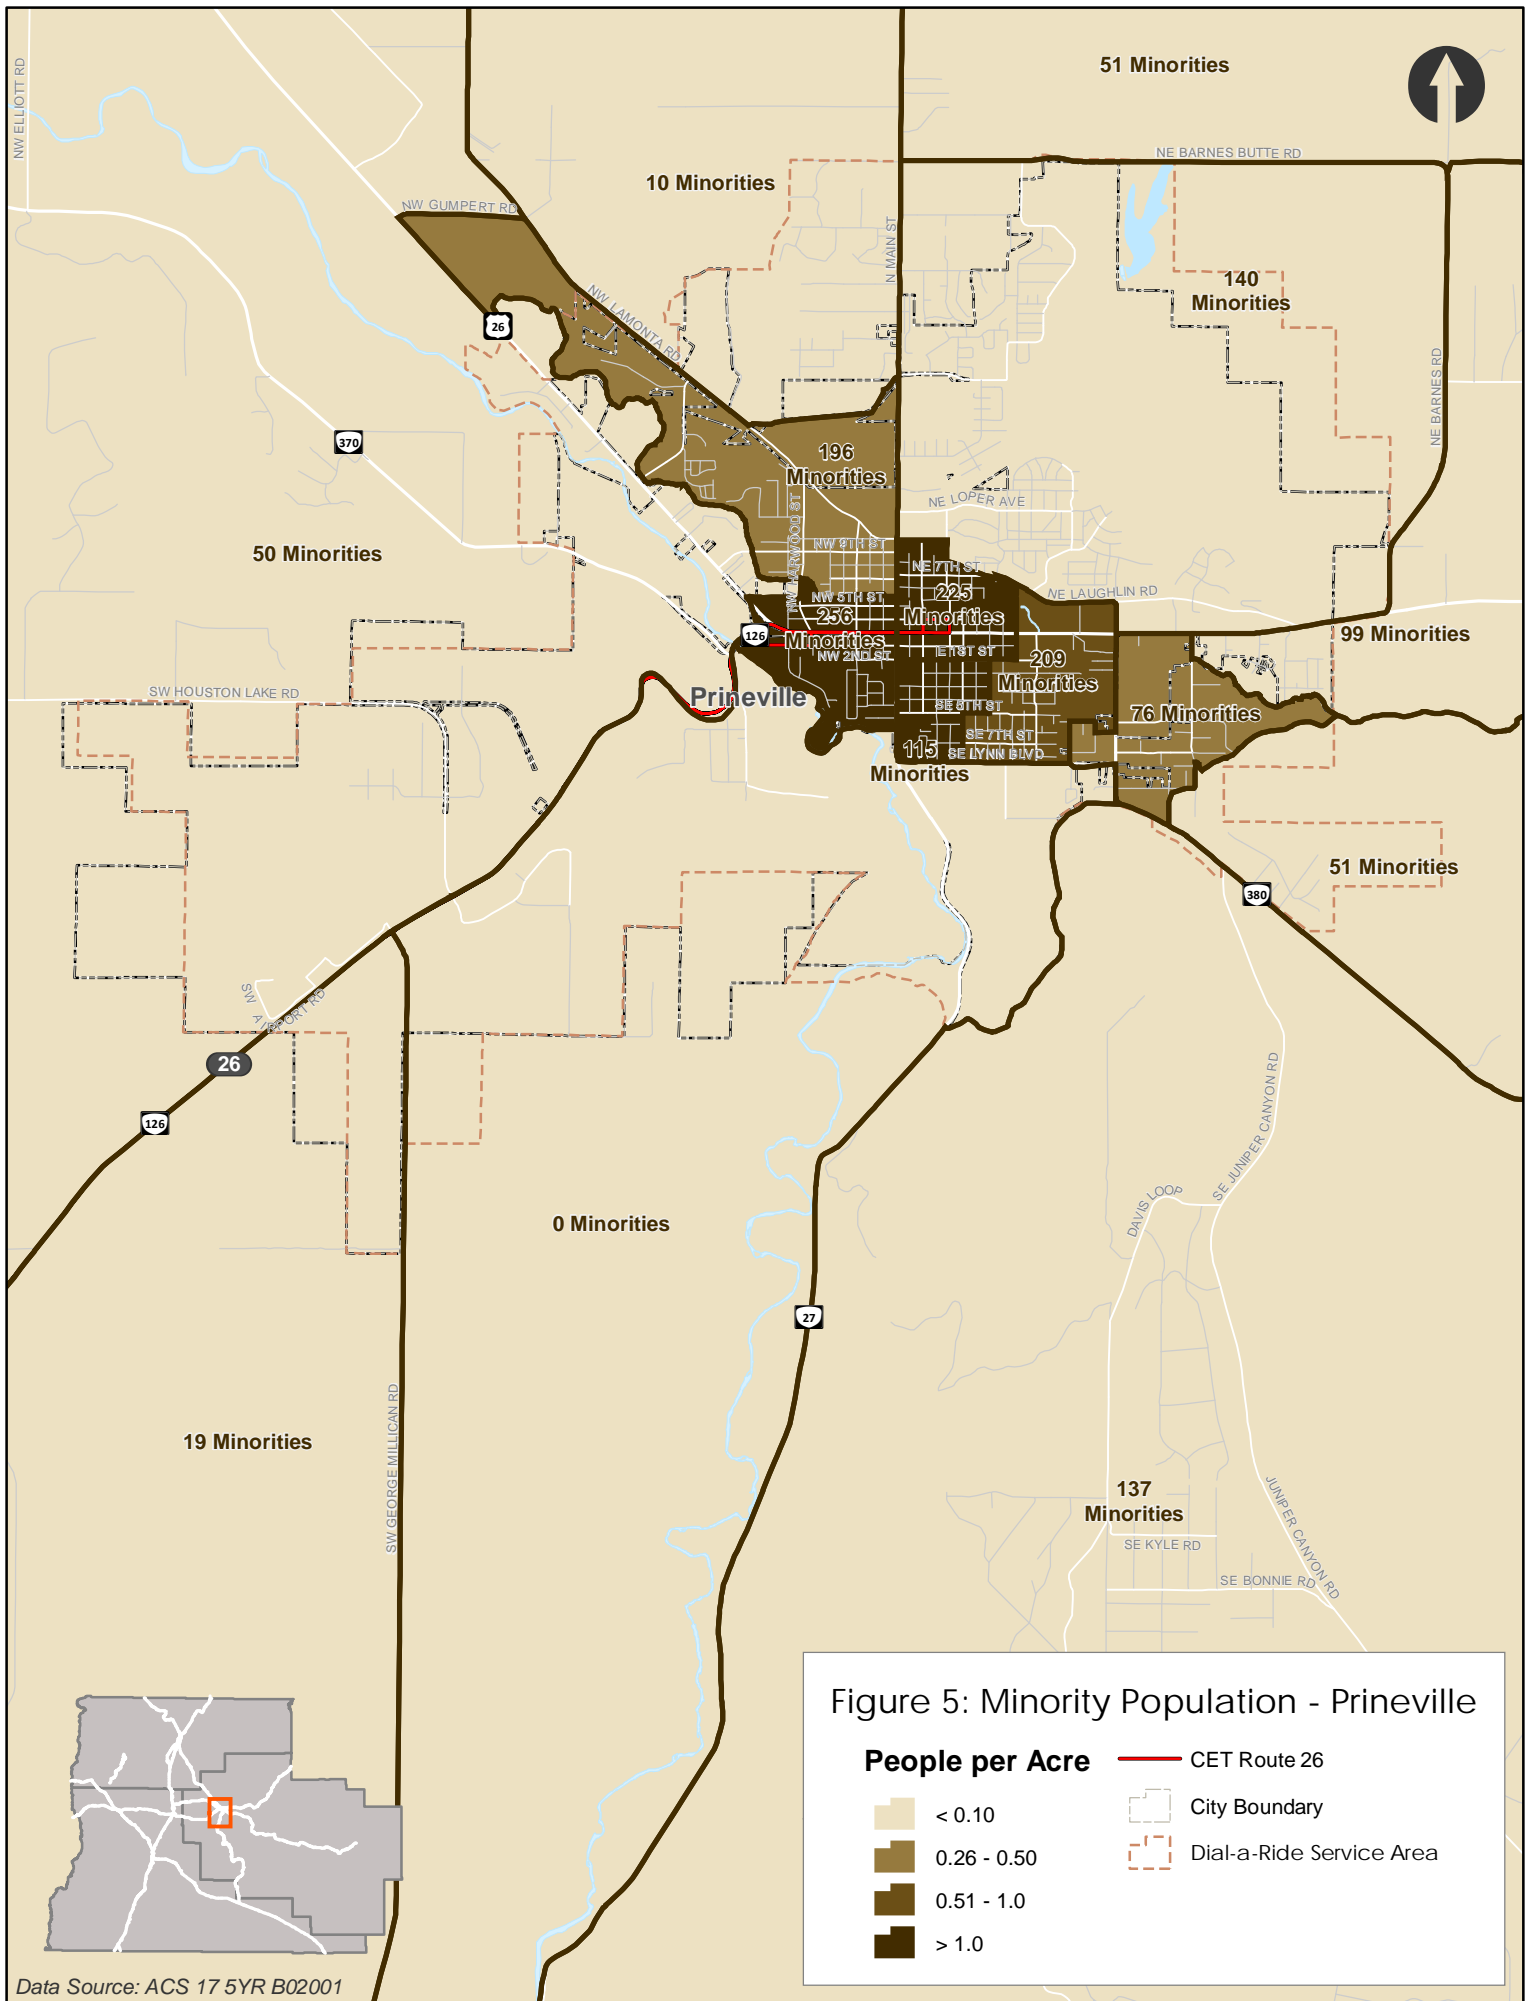 51 Minorities
NW ELLIOTT RD
NE BARNES BUTTE RD
10 Minorities
NW GUMPERT RD
N MAIN ST
140
Minorities
NW LAMONTA RD
26
NE BARNES RD
370
196
Minorities
NE LOPER AVE
NW HARWOOD ST
50 Minorities
NW 9TH ST
NE 7TH ST
NE LAUGHLIN RD
NW 5TH ST
225
Minorities
256
Minorities
126
99 Minorities
E 1ST ST
NW 2ND ST
209
Minorities
SW HOUSTON LAKE RD
Prineville
SE 5TH ST
76 Minorities
SE 7TH ST
115
Minorities
SE LYNN BLVD
51 Minorities
380
SW AIRPORT RD
26
126
SE JUNIPER CANYON RD
DAVIS LOOP
0 Minorities
27
SW GEORGE MILLICAN RD
19 Minorities
137
Minorities
JUNIPER CANYON RD
SE KYLE RD
SE BONNIE RD
Figure 5: Minority Population - Prineville
People per Acre
< 0.10
0.26 - 0.50
0.51 - 1.0
> 1.0
CET Route 26
City Boundary
Dial-a-Ride Service Area
Data Source: ACS 17 5YR B02001